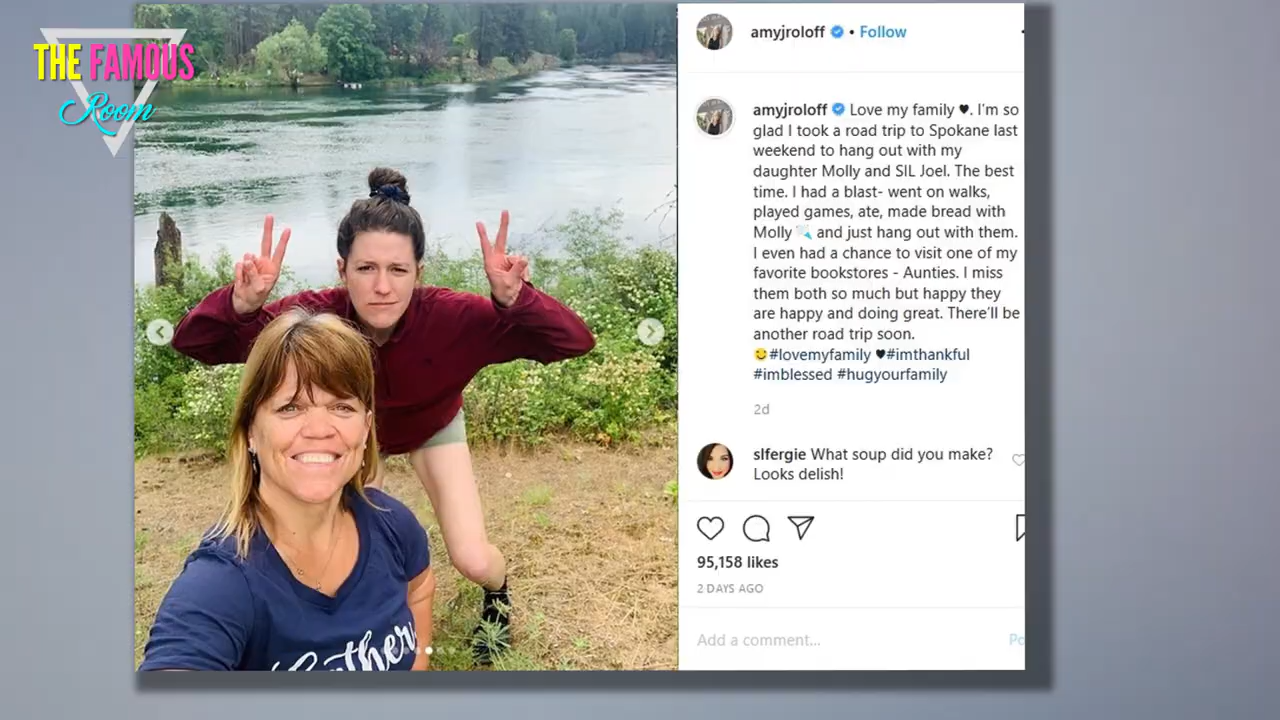 THE FAMOUS
Room
amyjroloff • Follow
amyjroloff Love my family ♥. I'm so
glad I took a road trip to Spokane last
weekend to hang out with my
daughter Molly and SIL Joel. The best
time. I had a blast- went on walks,
played games, ate, made bread with
Molly and just hang out with them.
I even had a chance to visit one of my
favorite bookstores - Aunties. I miss
them both so much but happy they
are happy and doing great. There'll be
another road trip soon.
😉#lovemyfamily ♥#imthankful
#imblessed #hugyourfamily
2d
slfergie What soup did you make?
Looks delish!
95,158 likes
2 DAYS AGO
Add a comment...
Po
Gather